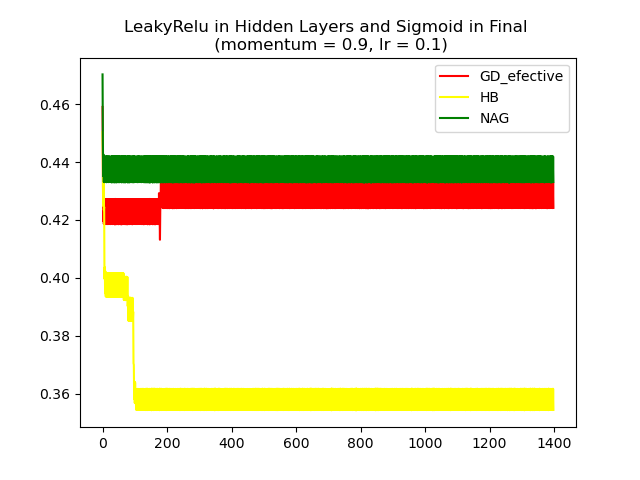 LeakyRelu in Hidden Layers and Sigmoid in Final
(momentum = 0.9, lr = 0.1)
GD_efective
HB
NAG
0.46
0.44
0.42
0.40
0.38
0.36
0 200 400 600 800 1000 1200 1400